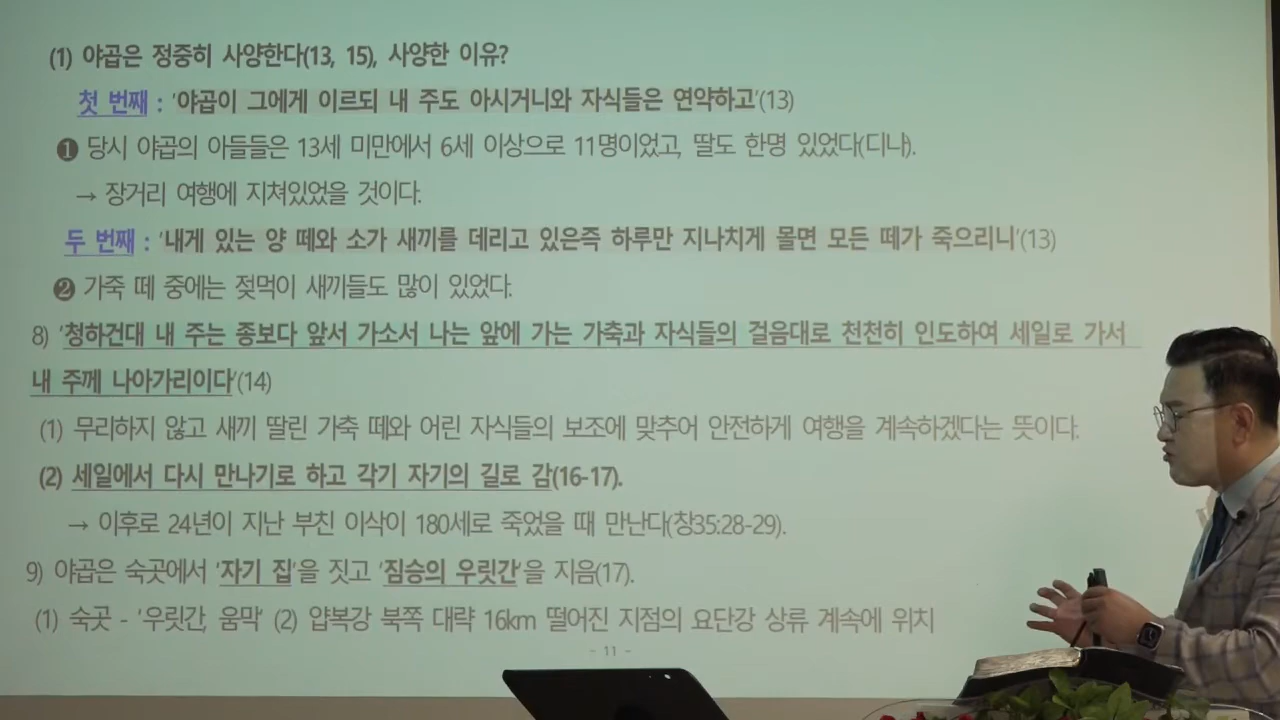 (1) 야곱은 정중히 사양한다(13, 15), 사양한 이유?
첫 번째 : '야곱이 그에게 이르되 내 주도 아시거니와 자식들은 연약하고'(13)
❶ 당시 야곱의 아들들은 13세 미만에서 6세 이상으로 11명이었고, 딸도 한명 있었다(디나).
→ 장거리 여행에 지쳐있었을 것이다.
두 번째 : '내게 있는 양 떼와 소가 새끼를 데리고 있은즉 하루만 지나치게 몰면 모든 떼가 죽으리니'(13)
❷ 가죽 떼 중에는 젖먹이 새끼들도 많이 있었다.
8) '청하건대 내 주는 종보다 앞서 가소서 나는 앞에 가는 가축과 자식들의 걸음대로 천천히 인도하여 세일로 가서
내 주께 나아가리이다'(14)
(1) 무리하지 않고 새끼 딸린 가축 떼와 어린 자식들의 보조에 맞추어 안전하게 여행을 계속하겠다는 뜻이다.
(2) 세일에서 다시 만나기로 하고 각기 자기의 길로 감(16-17).
→ 이후로 24년이 지난 부친 이삭이 180세로 죽었을 때 만난다(창35:28-29).
9) 야곱은 숙곳에서 '자기 집'을 짓고 '짐승의 우릿간'을 지음(17).
(1) 숙곳 - '우릿간, 움막' (2) 얍복강 북쪽 대략 16km 떨어진 지점의 요단강 상류 계속에 위치
- 11 -